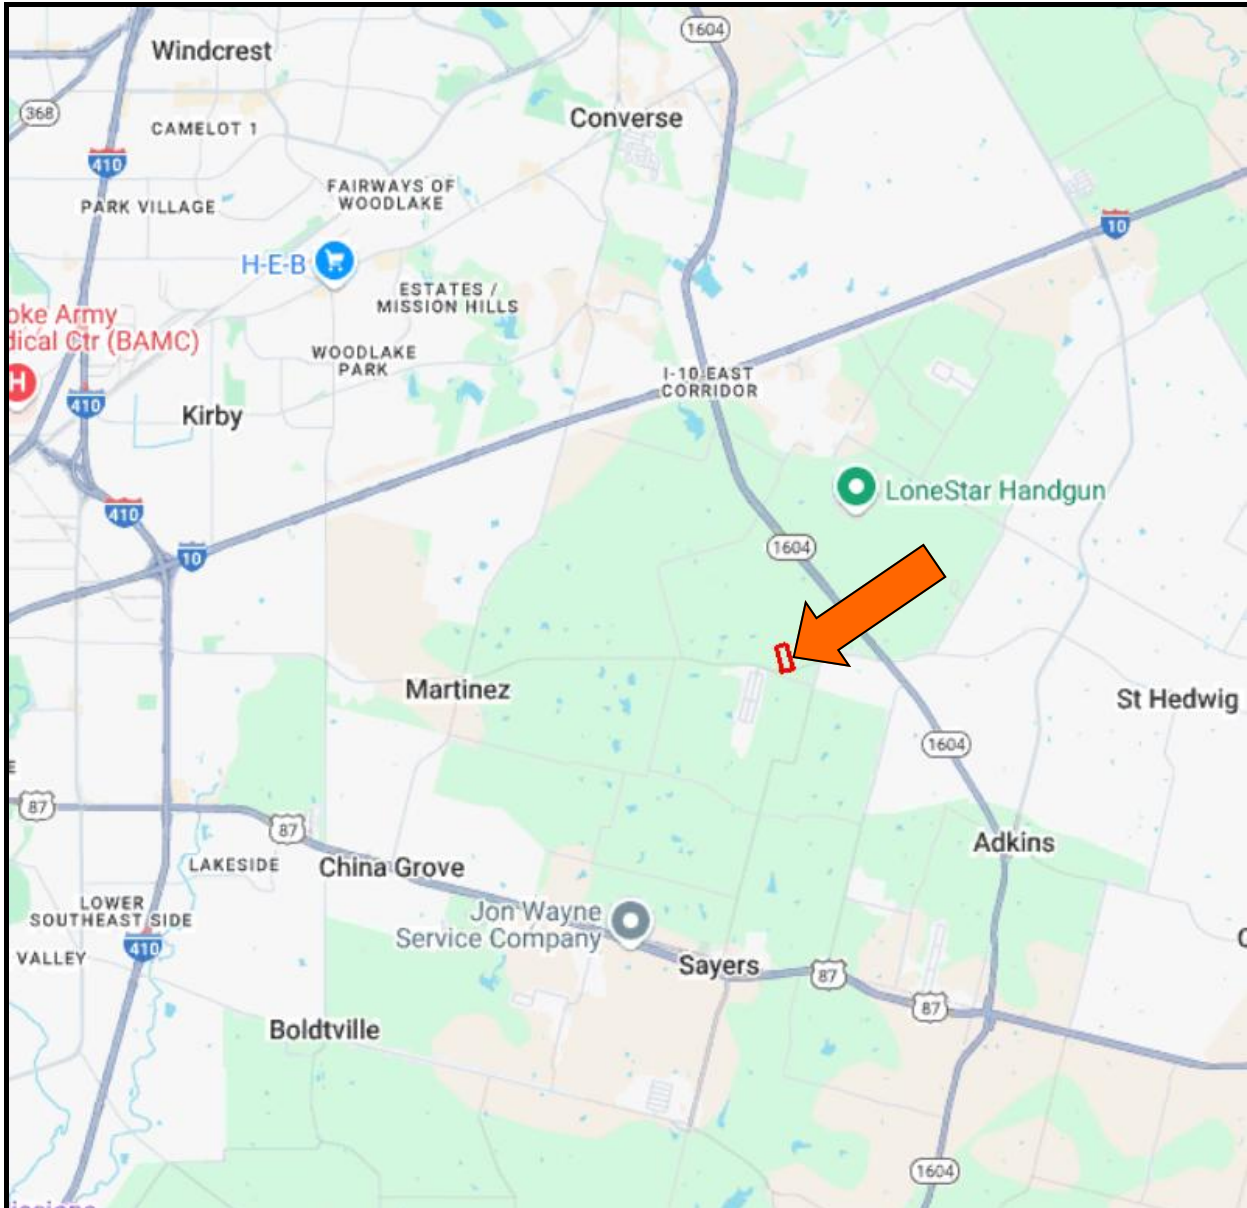 1604
Windcrest
368
CAMELOT 1
Converse
410
PARK VILLAGE
FAIRWAYS OF
WOODLAKE
10
H-E-B
ESTATES /
MISSION HILLS
oke Army
dical Ctr (BAMC)
H
WOODLAKE
PARK
I-10 EAST
CORRIDOR
410
Kirby
LoneStar Handgun
410
10
1604
Martinez
St Hedwig
1604
E
87
87
Adkins
LAKESIDE
China Grove
LOWER
SOUTHEAST SIDE
Jon Wayne
Service Company
410
VALLEY
Sayers
87
87
Boldtville
1604